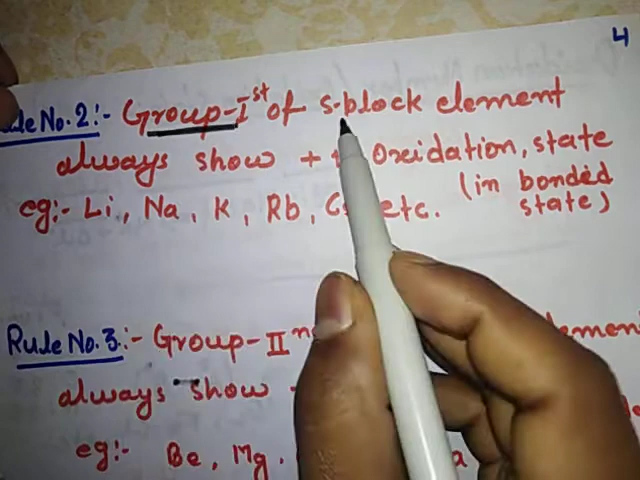 4
Rule No. 2:- Group-Ist of s-block element
always show + Oxidation, state
(in bonded state)
eg:- Li, Na, K, Rb, etc.
Rule No. 3:- Group-II
always show
eg:- Be, Mg.